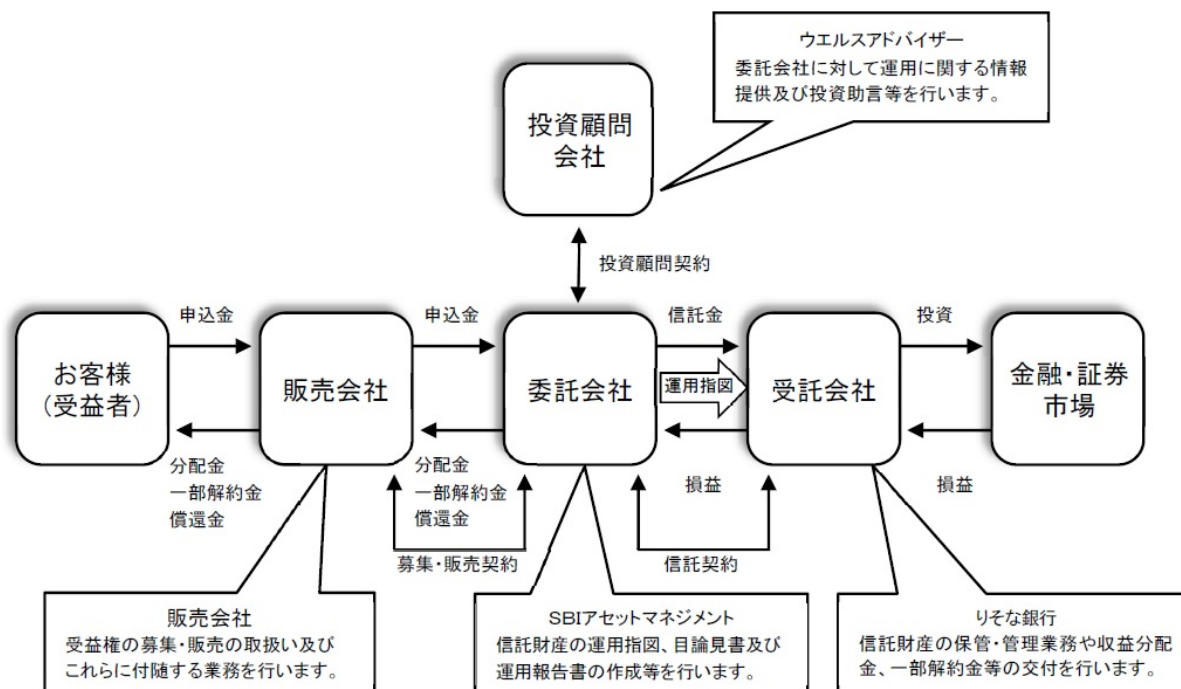 ウエルスアドバイザー
委託会社に対して運用に関する情報
提供及び投資助言等を行います。
投資顧問
会社
投資顧問契約
申込金
申込金
信託金
投資
お客様
(受益者)
販売会社
委託会社
運用指図
受託会社
金融・証券
市場
分配金
一部解約金
償還金
分配金
一部解約金
償還金
損益
損益
募集・販売契約
信託契約
販売会社
受益権の募集・販売の取扱い及び
これらに付随する業務を行います。
SBIアセットマネジメント
信託財産の運用指図、目論見書及び
運用報告書の作成等を行います。
りそな銀行
信託財産の保管・管理業務や収益分配
金、一部解約金等の交付を行います。